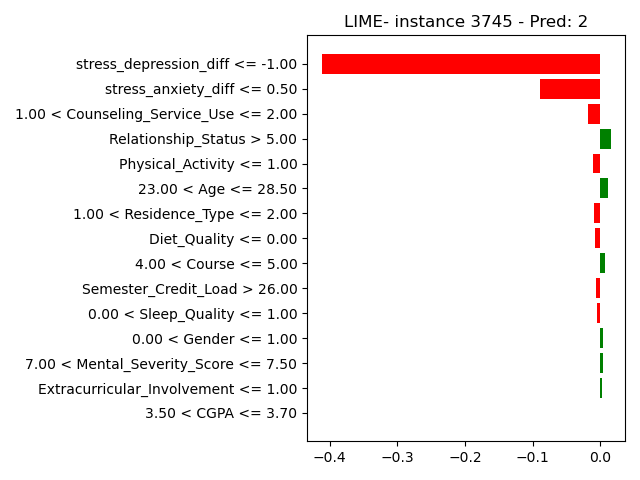 LIME- instance 3745 - Pred: 2
stress_depression_diff <= -1.00
stress_anxiety_diff <= 0.50
1.00 < Counseling_Service_Use <= 2.00
Relationship_Status > 5.00
Physical_Activity <= 1.00
23.00 < Age <= 28.50
1.00 < Residence_Type <= 2.00
Diet_Quality <= 0.00
4.00 < Course <= 5.00
Semester_Credit_Load > 26.00
0.00 < Sleep_Quality <= 1.00
0.00 < Gender <= 1.00
7.00 < Mental_Severity_Score <= 7.50
Extracurricular_Involvement <= 1.00
3.50 < CGPA <= 3.70
−0.4 −0.3 −0.2 −0.1 0.0